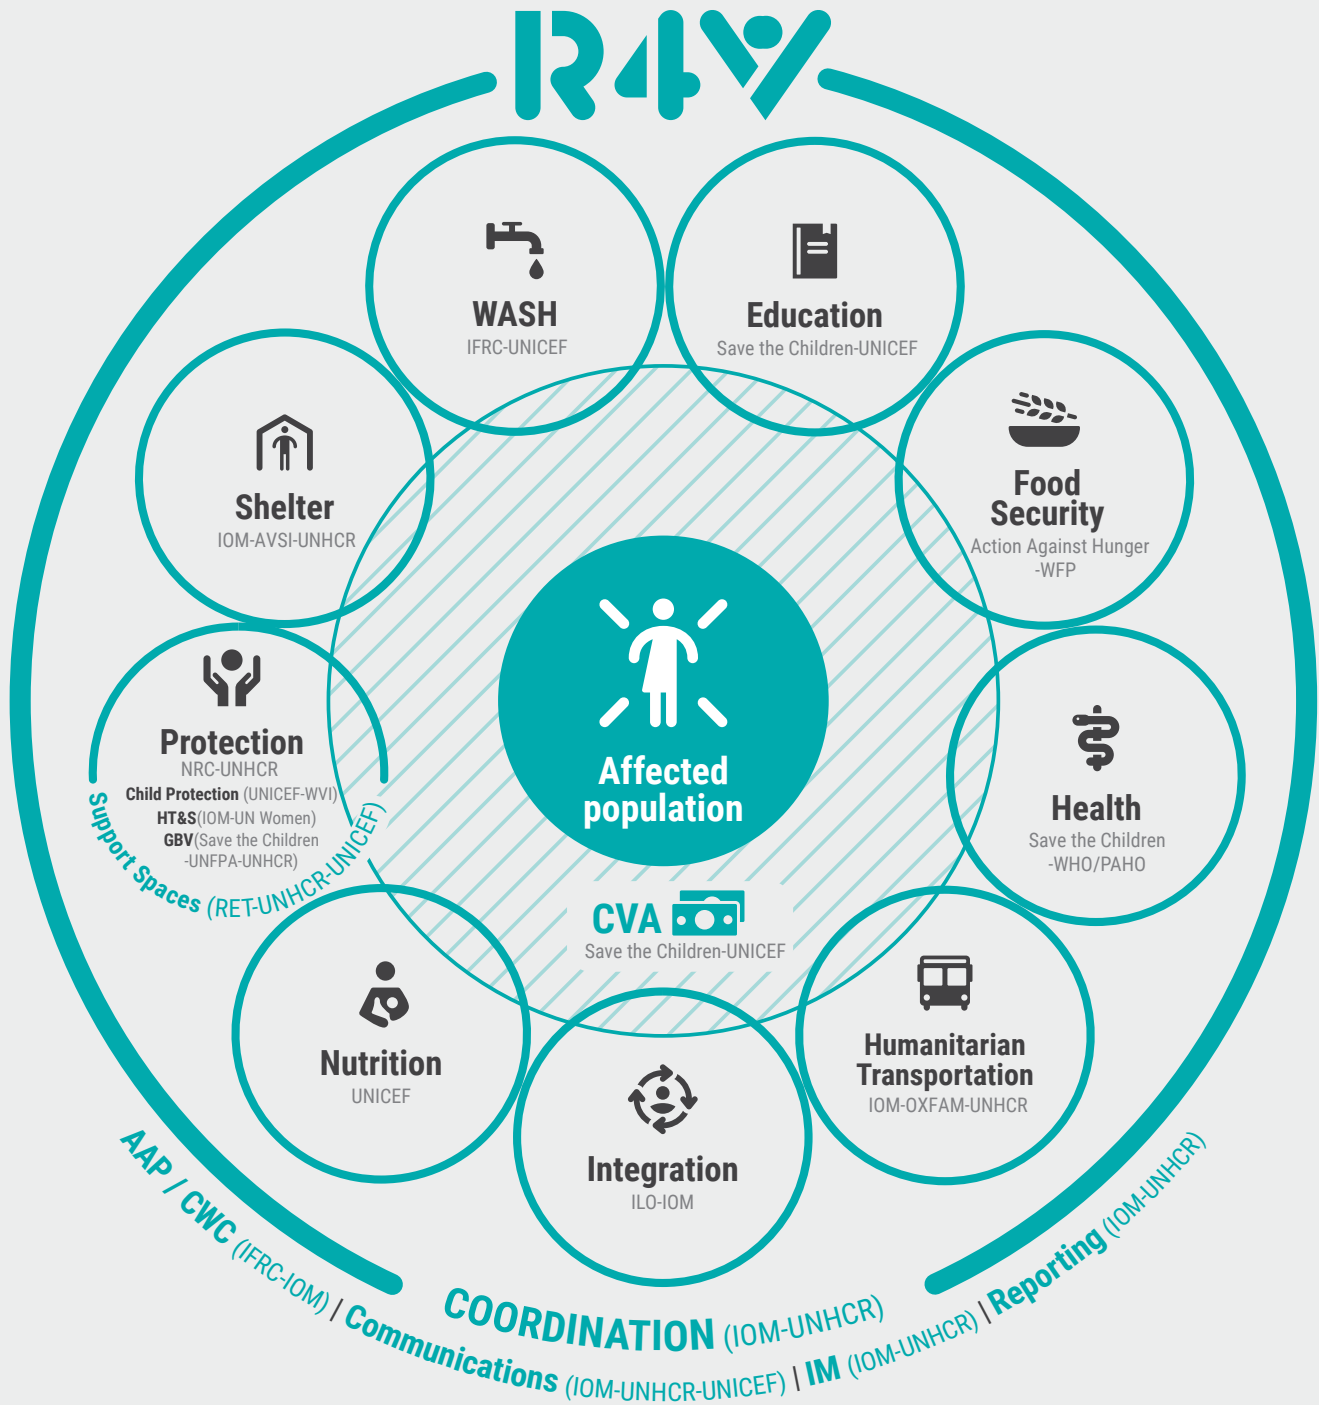 R4V
WASH
IFRC-UNICEF
Education
Save the Children-UNICEF
Shelter
IOM-AVSI-UNHCR
Food
Security
Action Against Hunger
-WFP
Protection
NRC-UNHCR
Child Protection (UNICEF-WVI)
HT&S(IOM-UN Women)
GBV(Save the Children
-UNFPA-UNHCR)
Support Spaces (RET-UNHCR-UNICEF)
Affected
population
Health
Save the Children
-WHO/PAHO
CVA
Save the Children-UNICEF
Nutrition
UNICEF
Humanitarian
Transportation
IOM-OXFAM-UNHCR
Integration
ILO-IOM
COORDINATION (IOM-UNHCR)
AAP / CWC (IFRC-IOM) | Communications (IOM-UNHCR-UNICEF) | IM (IOM-UNHCR) | Reporting (IOM-UNHCR)